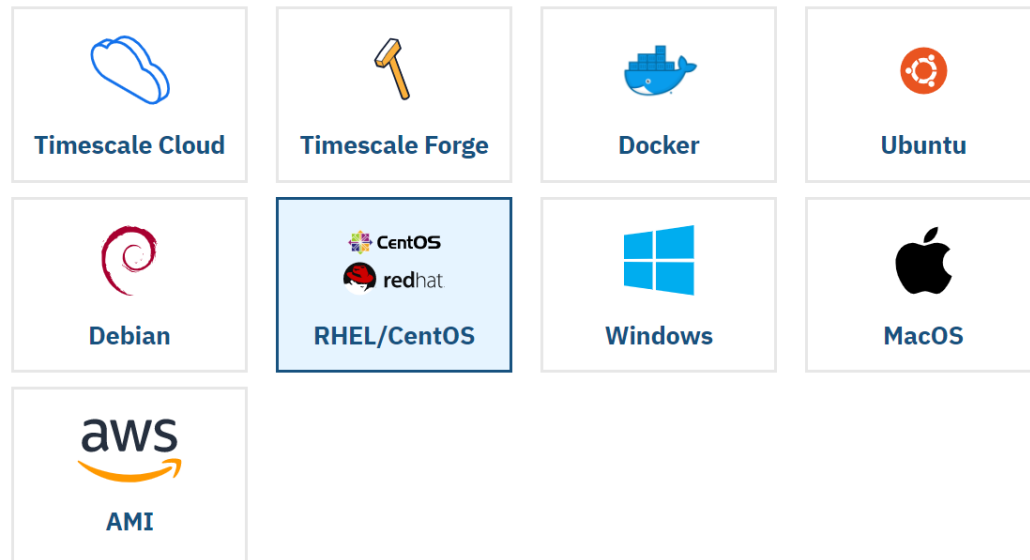 Timescale Cloud
Timescale Forge
Docker
Ubuntu
Debian
CentOS
redhat
RHEL/CentOS
Windows
MacOS
aws
AMI